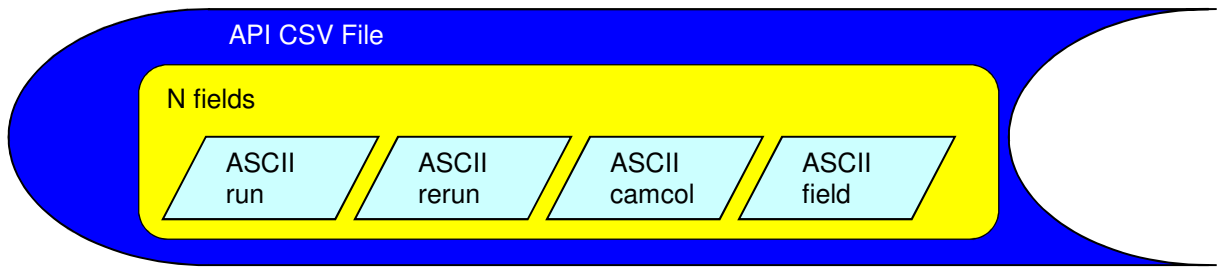 API CSV File
N fields
ASCII
run
ASCII
rerun
ASCII
camcol
ASCII
field